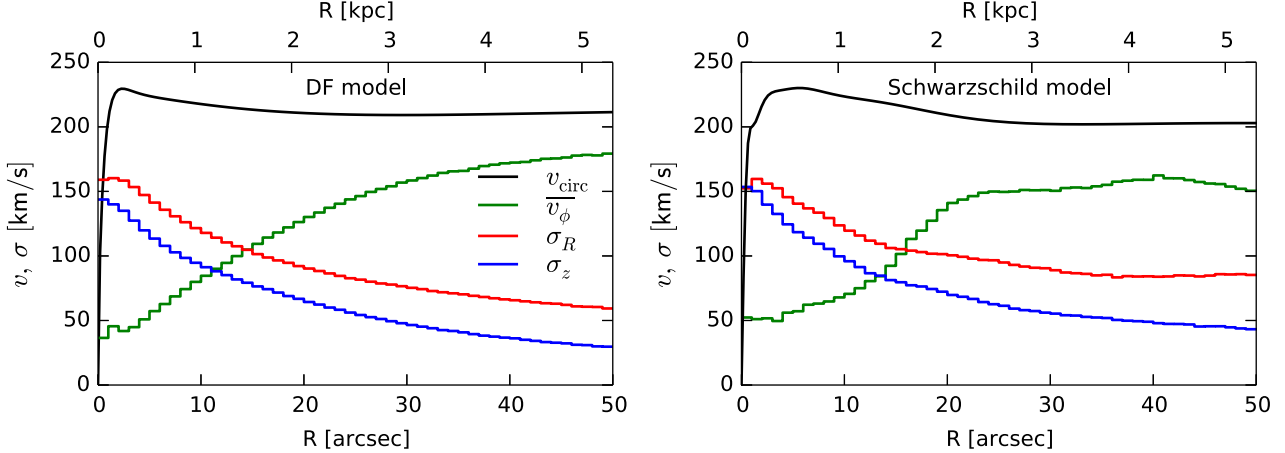 R [kpc]
0 1 2 3 4 5
250
200
150
100
50
0
v, σ [km/s]
DF model
v_circ
\overline{v_ϕ}
σ_R
σ_z
0 10 20 30 40 50
R [arcsec]
R [kpc]
0 1 2 3 4 5
250
200
150
100
50
0
v, σ [km/s]
Schwarzschild model
0 10 20 30 40 50
R [arcsec]